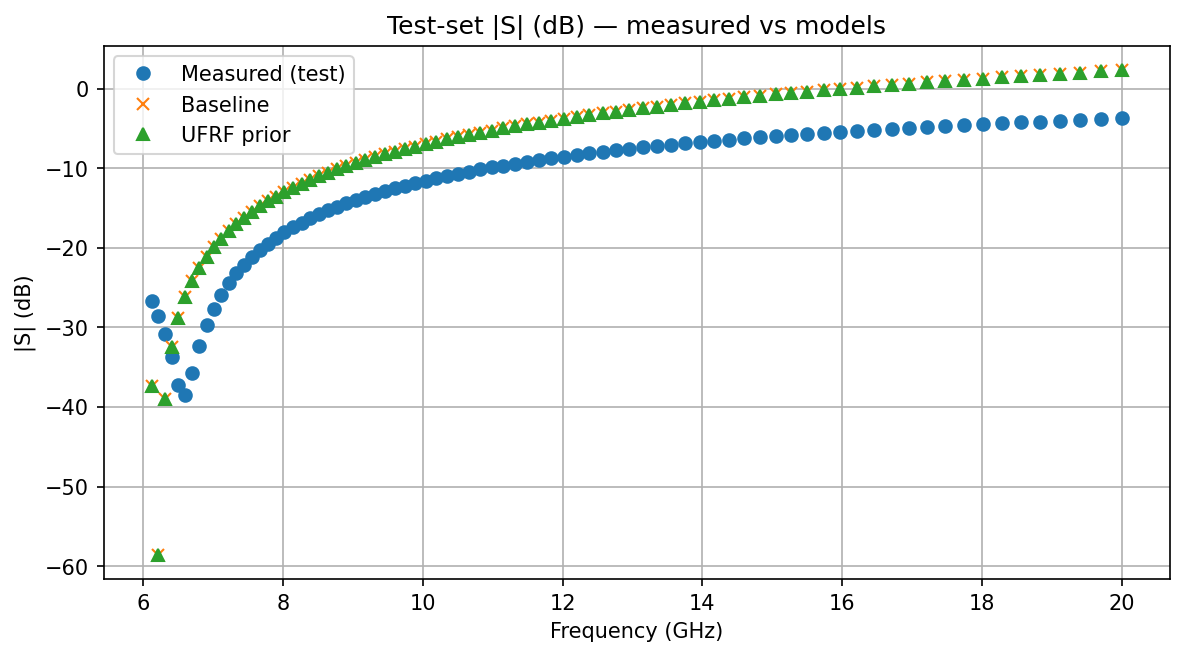 Test-set |S| (dB) — measured vs models
Measured (test)
Baseline
UFRF prior
0
−10
−20
−30
−40
−50
−60
|S| (dB)
6 8 10 12 14 16 18 20
Frequency (GHz)